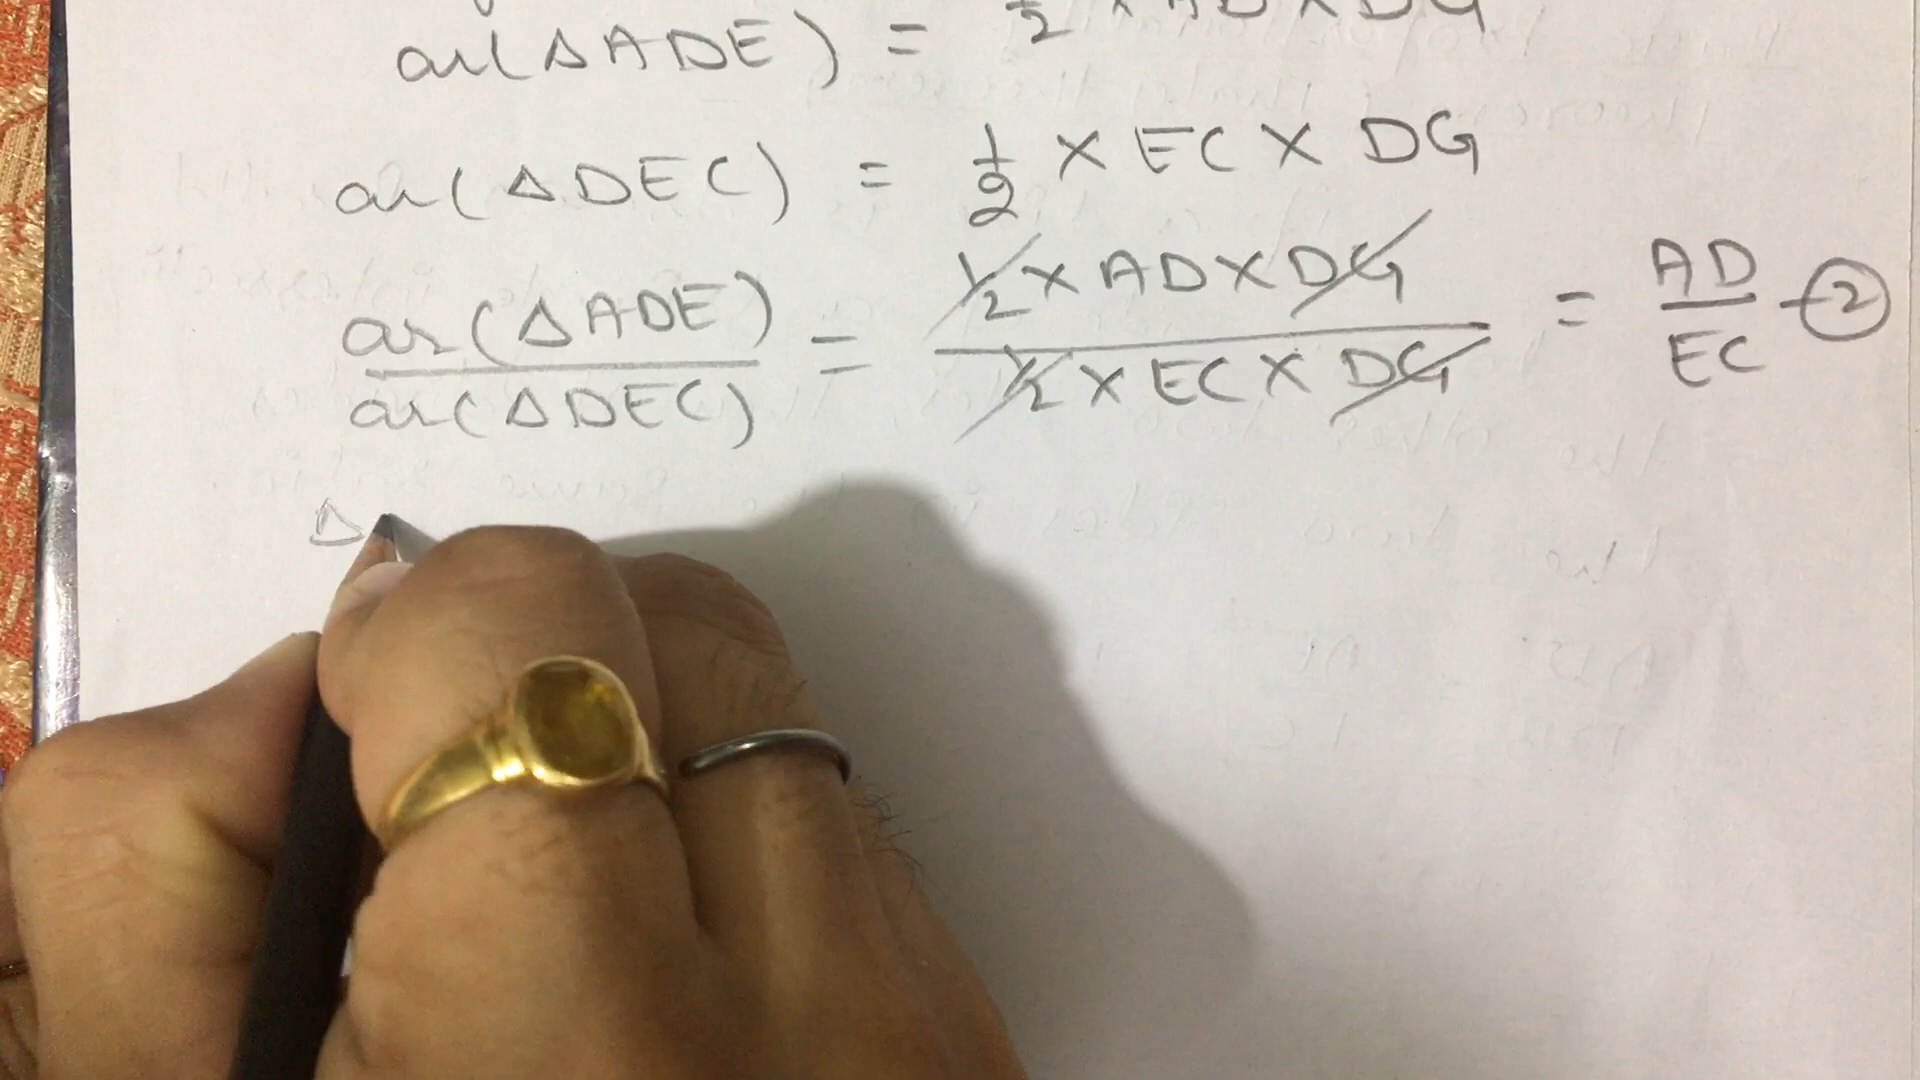 ar(ΔADE) = 1/2 × AD × DG
ar(ΔDEC) = 1/2 × EC × DG
ar(ΔADE)/ar(ΔDEC) = (1/2 × AD × DG)/(1/2 × EC × DG) = AD/EC - ②
Δ